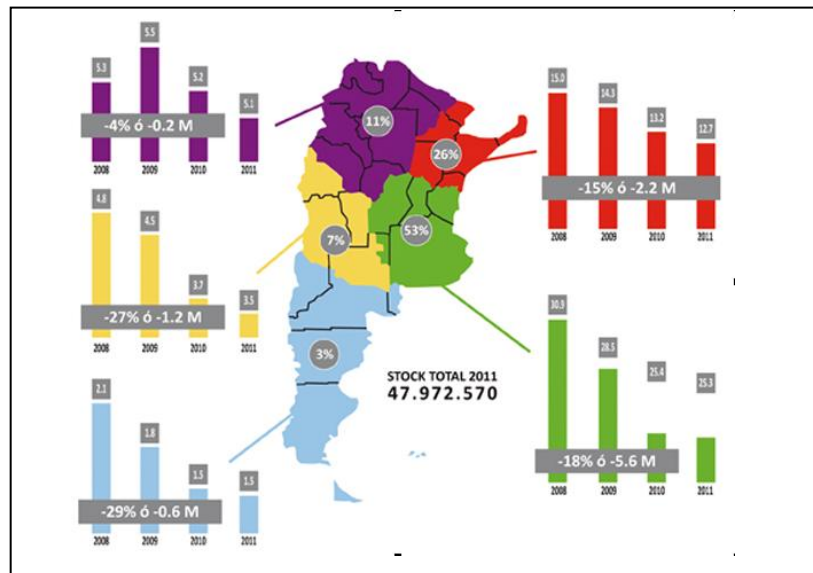 5.3
5.5
5.2
5.1
-4% ó -0.2 M
2008 2009 2010 2011
4.8
4.5
3.7
3.5
-27% ó -1.2 M
2008 2009 2010 2011
2.1
1.8
1.5
1.5
-29% ó -0.6 M
2008 2009 2010 2011
11%
26%
7%
53%
3%
STOCK TOTAL 2011
47.972.570
15.0
14.3
13.2
12.7
-15% ó -2.2 M
2008 2009 2010 2011
30.9
28.5
25.4
25.3
-18% ó -5.6 M
2008 2009 2010 2011